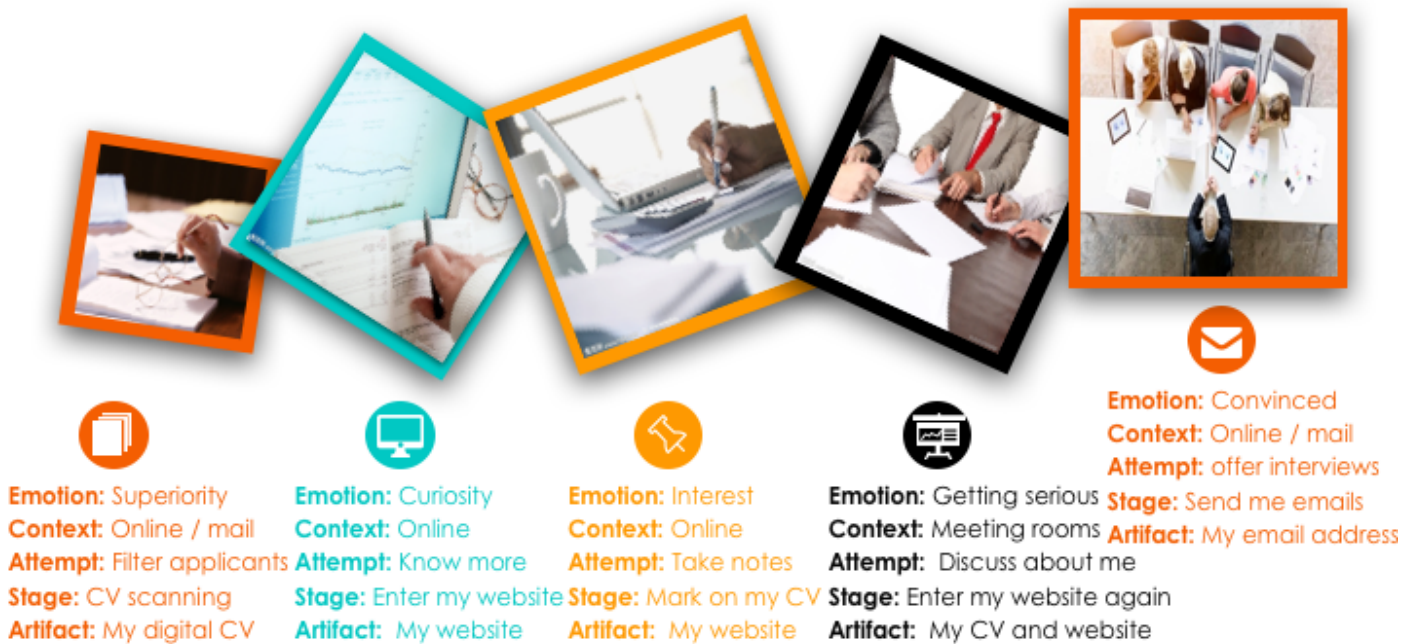 Emotion: Superiority
Context: Online / mail
Attempt: Filter applicants
Stage: CV scanning
Artifact: My digital CV
Emotion: Curiosity
Context: Online
Attempt: Know more
Stage: Enter my website
Artifact: My website
Emotion: Interest
Context: Online
Attempt: Take notes
Stage: Mark on my CV
Artifact: My website
Emotion: Getting serious
Context: Meeting rooms
Attempt: Discuss about me
Stage: Enter my website again
Artifact: My CV and website
Emotion: Convinced
Context: Online / mail
Attempt: offer interviews
Stage: Send me emails
Artifact: My email address